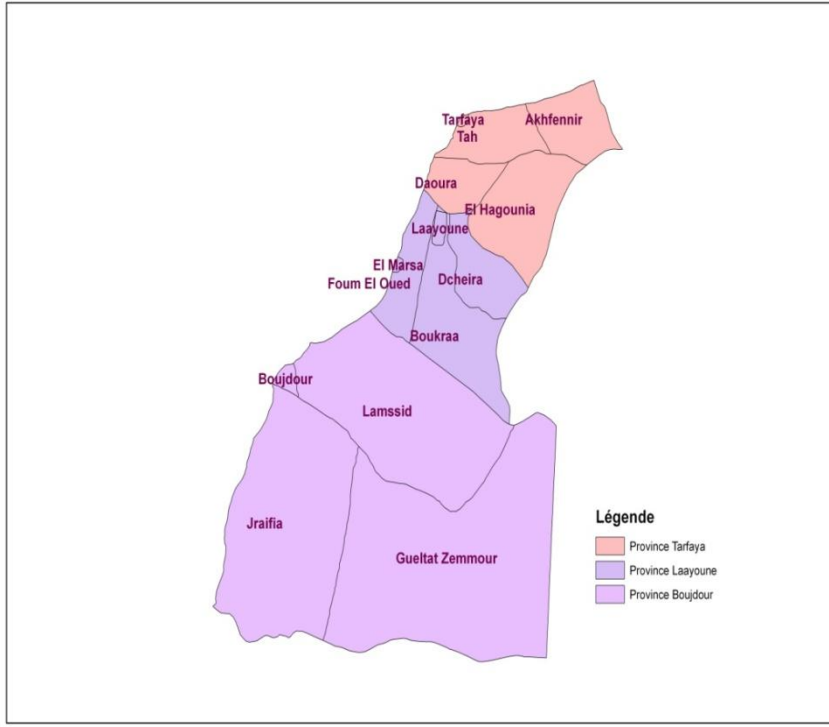 Tarfaya
Tah
Akhfennir
Daoura
El Hagounia
Laayoune
El Marsa
Foum El Oued
Dcheira
Boukraa
Boujdour
Lamssid
Jraifia
Gueltat Zemmour
Légende
Province Tarfaya
Province Laayoune
Province Boujdour